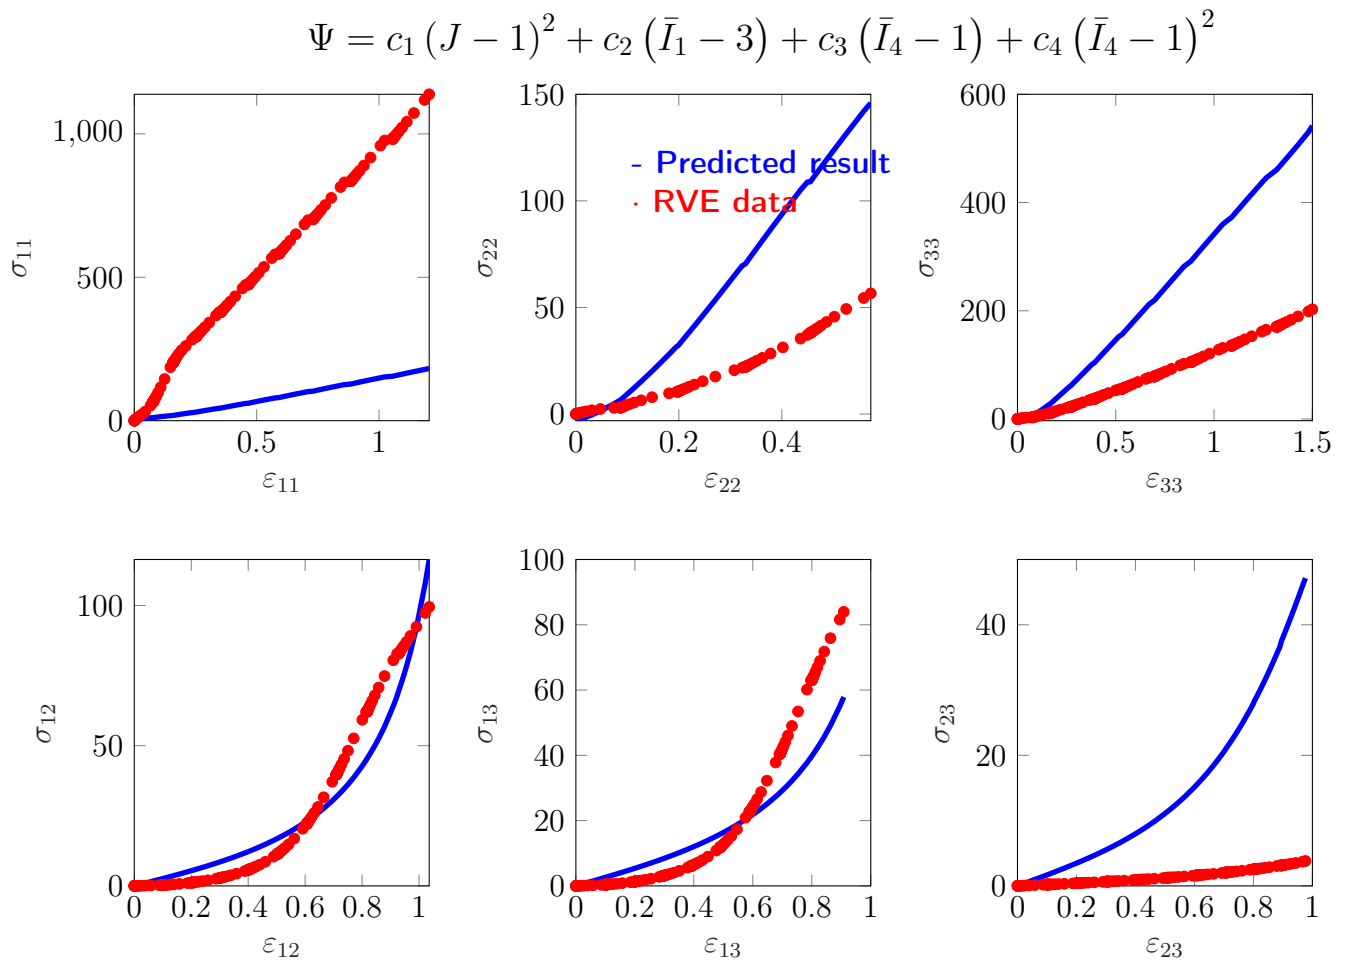 Ψ = c₁ (J − 1)² + c₂ (Ī₁ − 3) + c₃ (Ī₄ − 1) + c₄ (Ī₄ − 1)²
1,000
500
0
0 0.5 1
σ₁₁
ε₁₁
150
100
50
0
0 0.2 0.4
σ₂₂
ε₂₂
- Predicted result
· RVE data
600
400
200
0
0 0.5 1 1.5
σ₃₃
ε₃₃
100
50
0
0 0.2 0.4 0.6 0.8 1
σ₁₂
ε₁₂
100
80
60
40
20
0
0 0.2 0.4 0.6 0.8 1
σ₁₃
ε₁₃
40
20
0
0 0.2 0.4 0.6 0.8 1
σ₂₃
ε₂₃